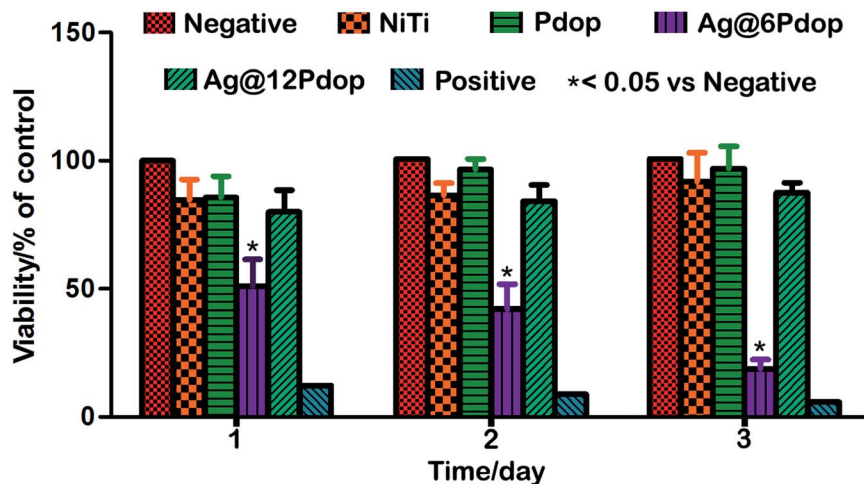 Negative NiTi Pdop Ag@6Pdop
Ag@12Pdop Positive *< 0.05 vs Negative
Viability/% of control
150
100
50
0
*
*
*
1 2 3
Time/day